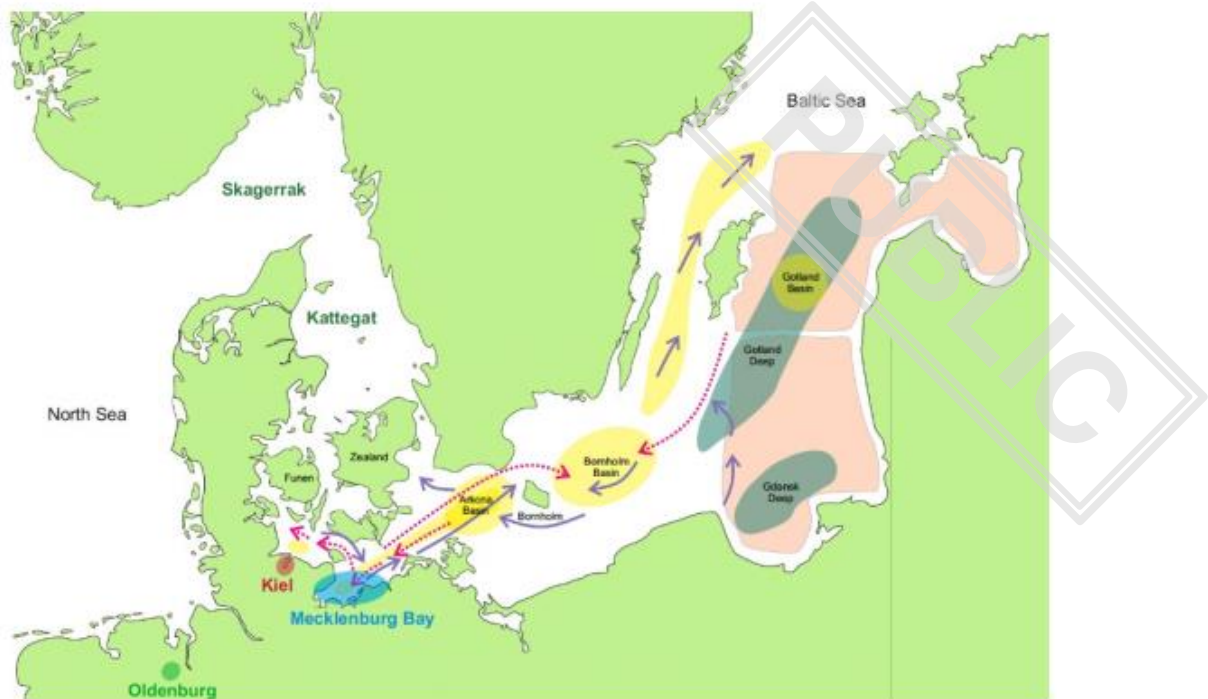 Baltic Sea
PUBLIC
Skagerrak
Gotland
Basin
Kattegat
Gotland
Deep
North Sea
Zealand
Funen
Bornholm
Basin
Gdansk
Deep
Arkona
Basin
Bornholm
Kiel
Mecklenburg Bay
Oldenburg